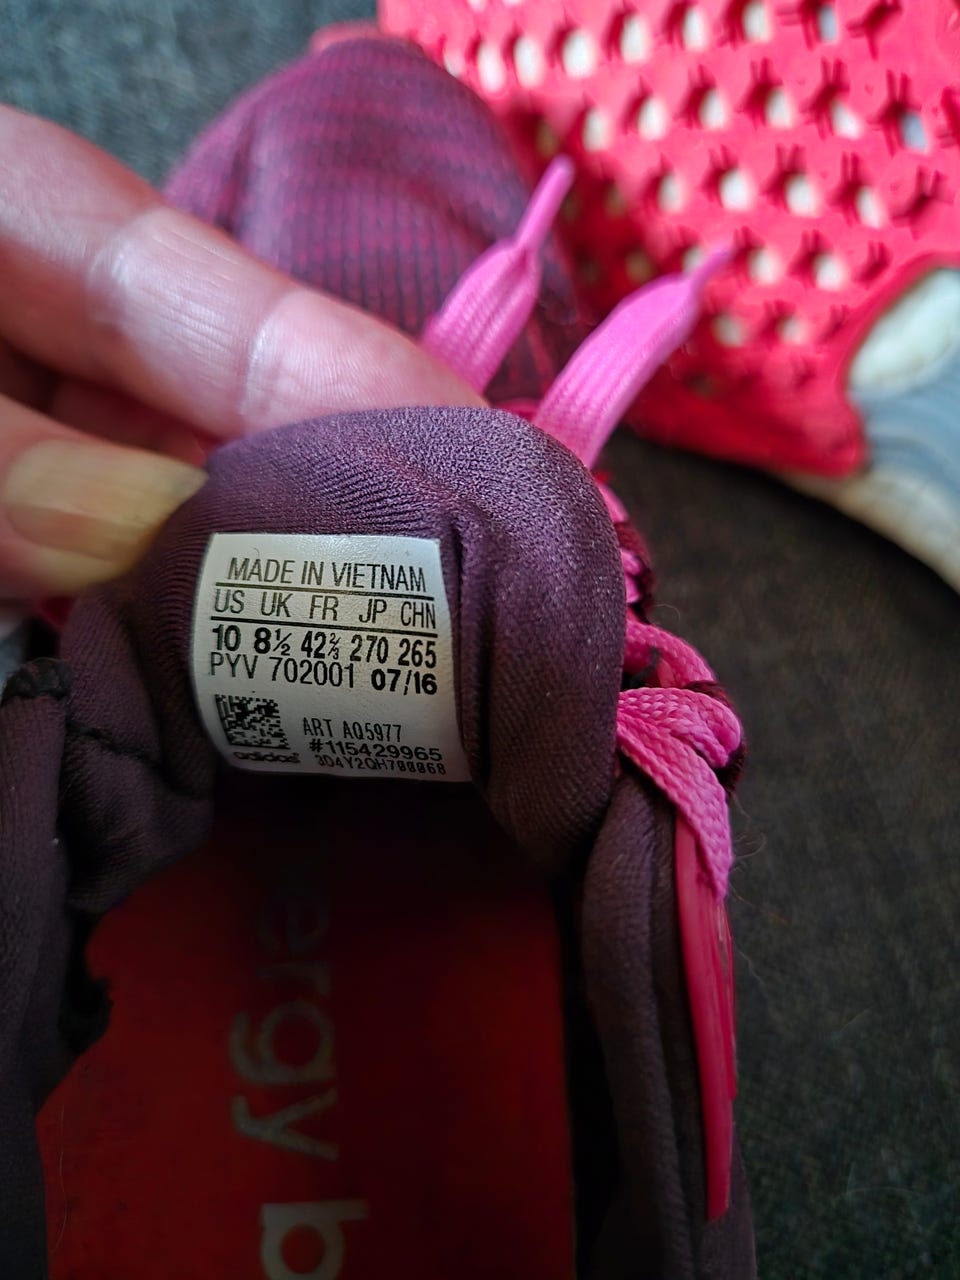 MADE IN VIETNAM
US UK FR JP CHN
10 8½ 42⅔ 270 265
PYV 702001 07/16
ART AQ5977
#115429965
adidas
ergy b